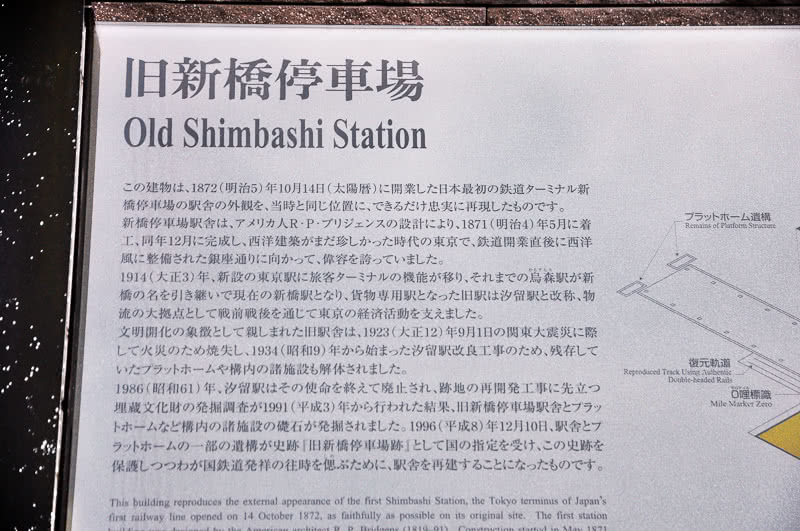 旧新橋停車場
Old Shimbashi Station
この建物は、1872（明治5）年10月14日（太陽暦）に開業した日本最初の鉄道ターミナル新
橋停車場の駅舎の外観を、当時と同じ位置に、できるだけ忠実に再現したものです。
新橋停車場駅舎は、アメリカ人R・P・ブリジェンスの設計により、1871（明治4）年5月に着
工、同年12月に完成し、西洋建築がまだ珍しかった時代の東京で、鉄道開業直後に西洋
風に整備された銀座通りに向かって、偉容を誇っていました。
1914（大正3）年、新設の東京駅に旅客ターミナルの機能が移り、それまでの烏森駅が新
橋の名を引き継いで現在の新橋駅となり、貨物専用駅となった旧駅は汐留駅と改称、物
流の大拠点として戦前戦後を通じて東京の経済活動を支えました。
文明開化の象徴として親しまれた旧駅舎は、1923（大正12）年9月1日の関東大震災に際
して火災のため焼失し、1934（昭和9）年から始まった汐留駅改良工事のため、残存して
いたプラットホームや構内の諸施設も解体されました。
1986（昭和61）年、汐留駅はその使命を終えて廃止され、跡地の再開発工事に先立つ
埋蔵文化財の発掘調査が1991（平成3）年から行われた結果、旧新橋停車場駅舎とプラッ
トホームなど構内の諸施設の礎石が発掘されました。1996（平成8）年12月10日、駅舎とプ
ラットホームの一部の遺構が史跡『旧新橋停車場跡』として国の指定を受け、この史跡を
保護しつつわが国鉄道発祥の往時を偲ぶために、駅舎を再建することになったものです。
This building reproduces the external appearance of the first Shimbashi Station, the Tokyo terminus of Japan's
first railway line opened on 14 October 1872, as faithfully as possible on its original site. The first station
building was designed by the American architect R. P. Bridgens (1819–91). Construction started in May 1871
プラットホーム遺構
Remains of Platform Structure
復元軌道
Reproduced Track Using Authentic
Double-headed Rails
0哩標識
Mile Marker Zero